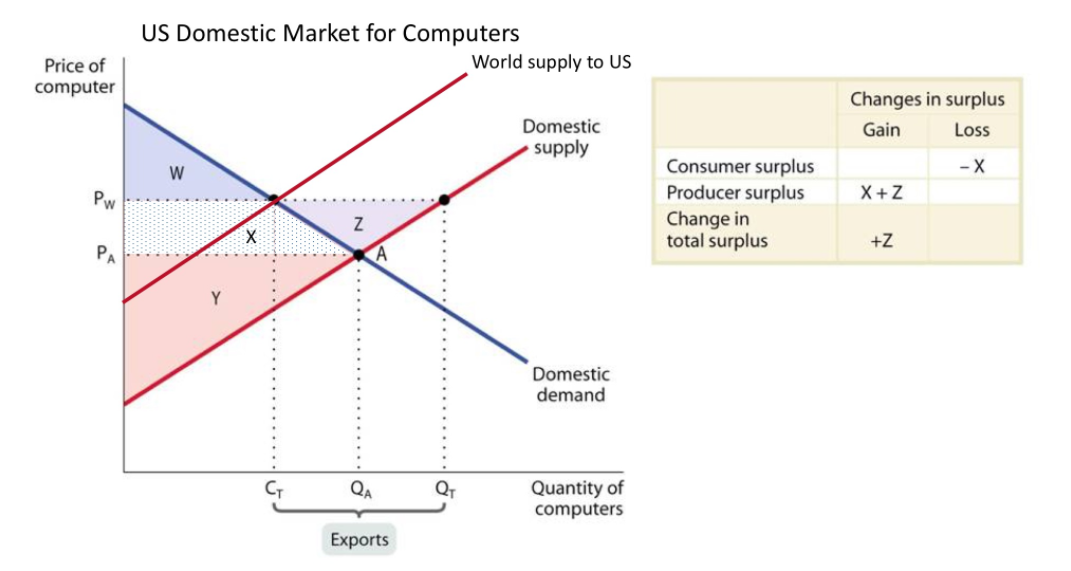 US Domestic Market for Computers
World supply to US
Price of
computer
Domestic
supply
W
P_W
Z
X
P_A
A
Y
Domestic
demand
C_T
Q_A
Q_T
Quantity of
computers
Exports
Changes in surplus
Gain Loss
Consumer surplus – X
Producer surplus X + Z
Change in
total surplus +Z